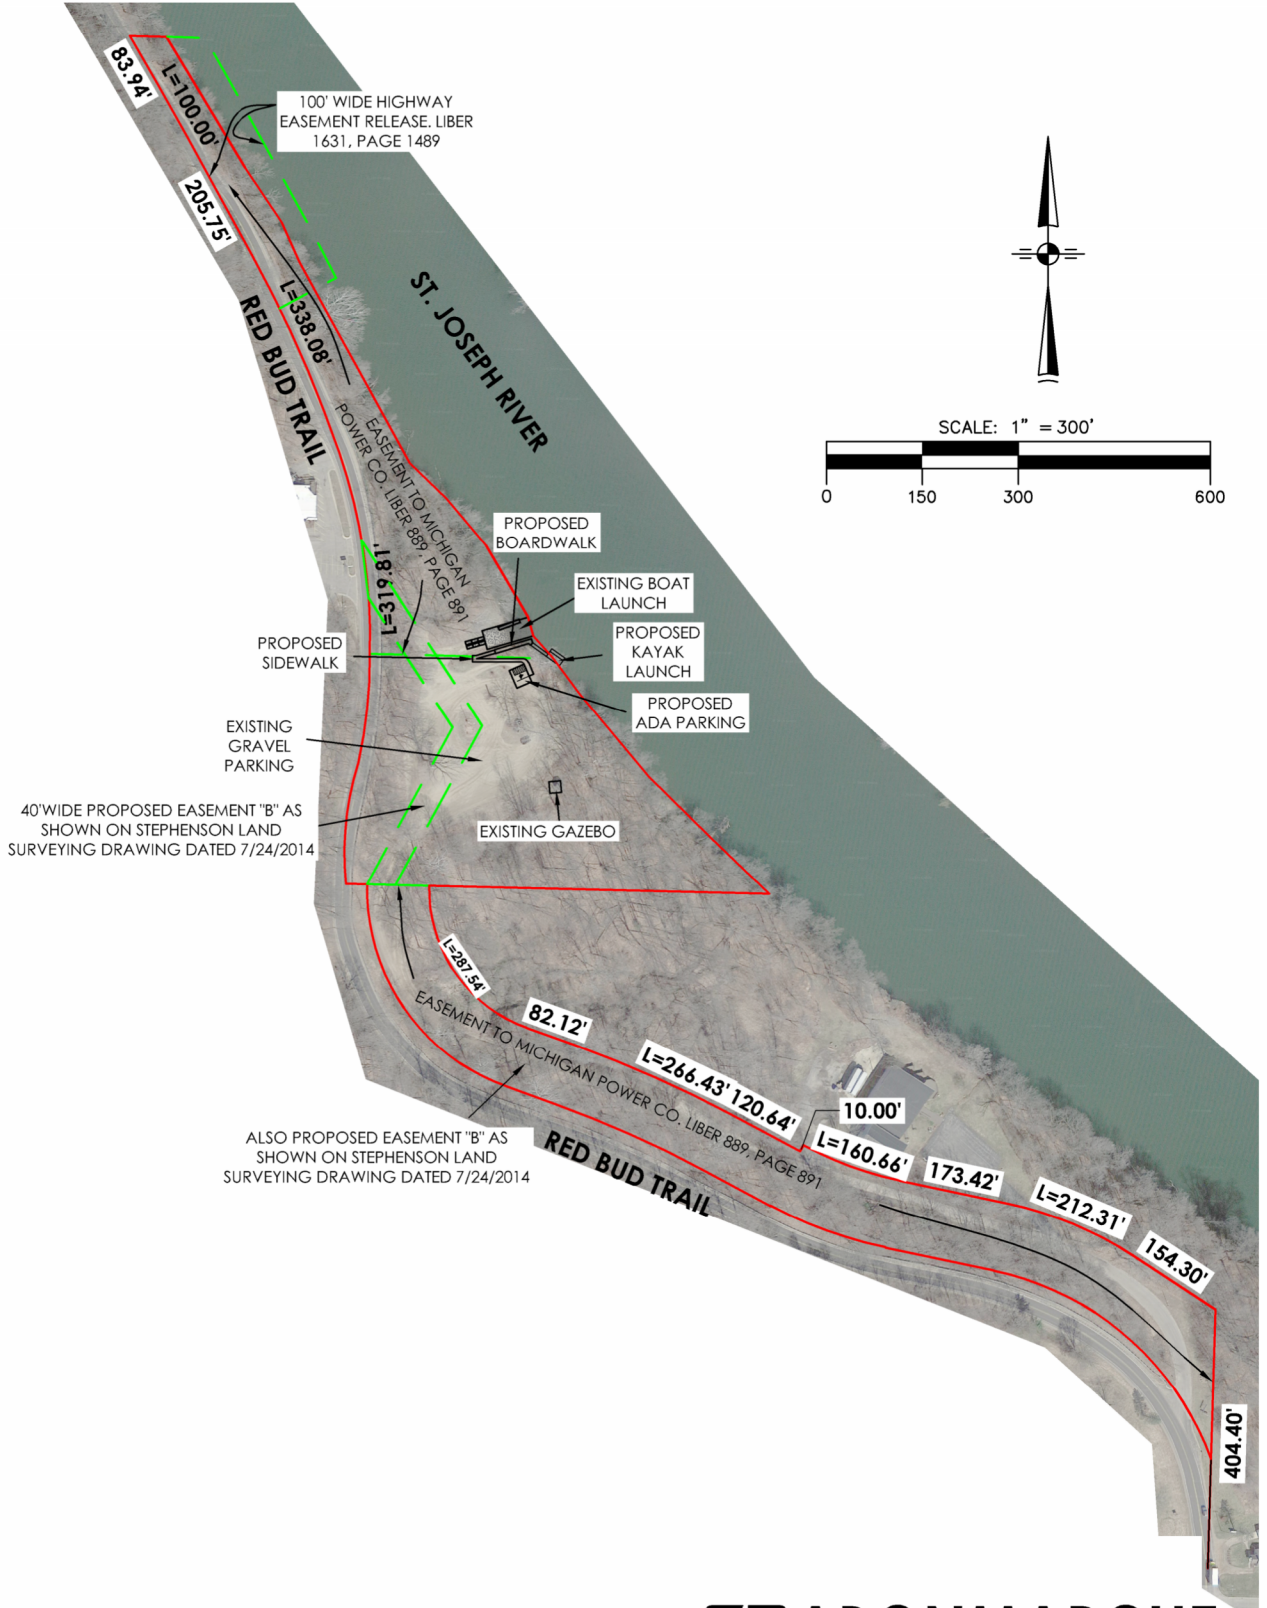 83.94'
L=100.00'
100' WIDE HIGHWAY
EASEMENT RELEASE. LIBER
1631, PAGE 1489
205.75'
L=338.08'
RED BUD TRAIL
ST. JOSEPH RIVER
SCALE: 1" = 300'
0 150 300 600
EASEMENT TO MICHIGAN
POWER CO. LIBER 889, PAGE 891
L=319.81'
PROPOSED
BOARDWALK
EXISTING BOAT
LAUNCH
PROPOSED
KAYAK
LAUNCH
PROPOSED
SIDEWALK
PROPOSED
ADA PARKING
EXISTING
GRAVEL
PARKING
40'WIDE PROPOSED EASEMENT "B" AS
SHOWN ON STEPHENSON LAND
SURVEYING DRAWING DATED 7/24/2014
EXISTING GAZEBO
L=287.54'
82.12'
EASEMENT TO MICHIGAN POWER CO. LIBER 889, PAGE 891
L=266.43'
120.64'
10.00'
L=160.66'
173.42'
L=212.31'
154.30'
ALSO PROPOSED EASEMENT "B" AS
SHOWN ON STEPHENSON LAND
SURVEYING DRAWING DATED 7/24/2014
RED BUD TRAIL
404.40'